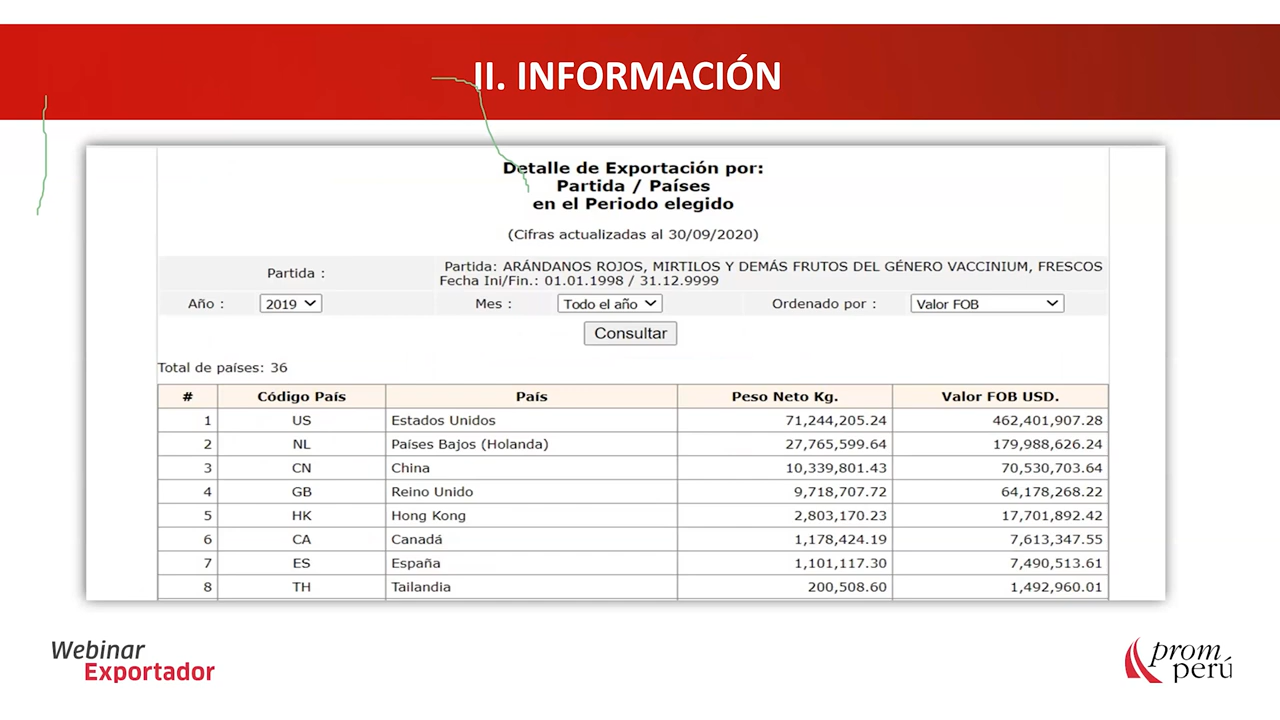 II. INFORMACIÓN
Detalle de Exportación por:
Partida / Países
en el Periodo elegido
(Cifras actualizadas al 30/09/2020)
Partida : Partida: ARÁNDANOS ROJOS, MIRTILOS Y DEMÁS FRUTOS DEL GÉNERO VACCINIUM, FRESCOS
Fecha Ini/Fin.: 01.01.1998 / 31.12.9999
Año : 2019 Mes : Todo el año Ordenado por : Valor FOB
Consultar
Total de países: 36
# Código País País Peso Neto Kg. Valor FOB USD.
1 US Estados Unidos 71,244,205.24 462,401,907.28
2 NL Países Bajos (Holanda) 27,765,599.64 179,988,626.24
3 CN China 10,339,801.43 70,530,703.64
4 GB Reino Unido 9,718,707.72 64,178,268.22
5 HK Hong Kong 2,803,170.23 17,701,892.42
6 CA Canadá 1,178,424.19 7,613,347.55
7 ES España 1,101,117.30 7,490,513.61
8 TH Tailandia 200,508.60 1,492,960.01
Webinar
Exportador
prom
perú